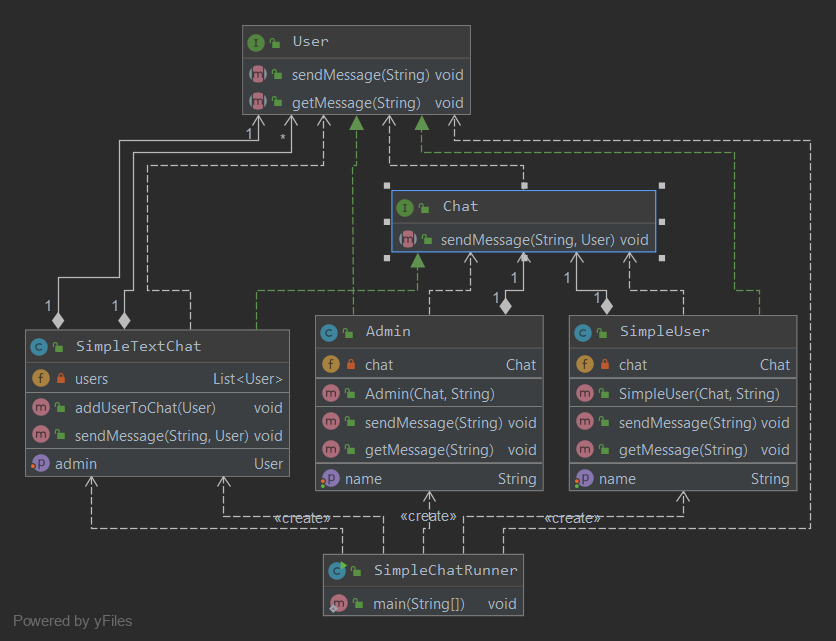 User
sendMessage(String) void
getMessage(String) void
1
*
Chat
sendMessage(String, User) void
1
1
1
1
1
1
SimpleTextChat
users List<User>
addUserToChat(User) void
sendMessage(String, User) void
admin User
Admin
chat Chat
Admin(Chat, String)
sendMessage(String) void
getMessage(String) void
name String
SimpleUser
chat Chat
SimpleUser(Chat, String)
sendMessage(String) void
getMessage(String) void
name String
«create»
«create»
«create»
SimpleChatRunner
main(String[]) void
Powered by yFiles